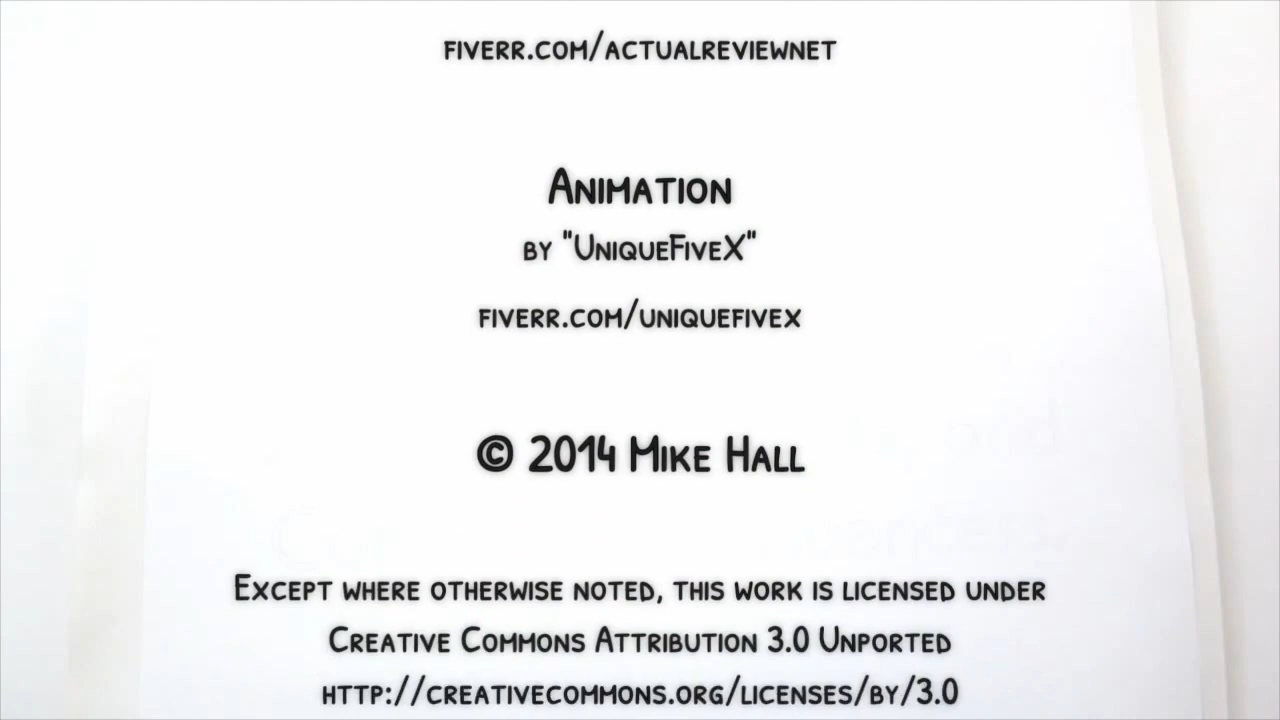 fiverr.com/actualreviewnet
Animation
by "UniqueFiveX"
fiverr.com/uniquefivex
© 2014 Mike Hall
Except where otherwise noted, this work is licensed under
Creative Commons Attribution 3.0 Unported
http://creativecommons.org/licenses/by/3.0